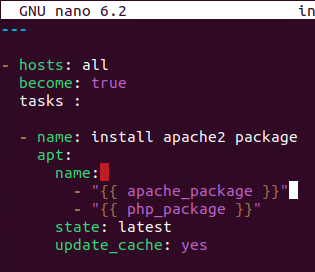 GNU nano 6.2 in
---
- hosts: all
become: true
tasks :
- name: install apache2 package
apt:
name:
- "{{ apache_package }}"
- "{{ php_package }}"
state: latest
update_cache: yes